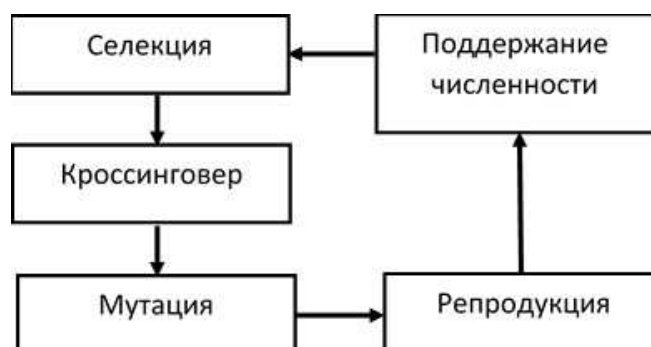 Селекция
Поддержание
численности
Кроссинговер
Мутация
Репродукция